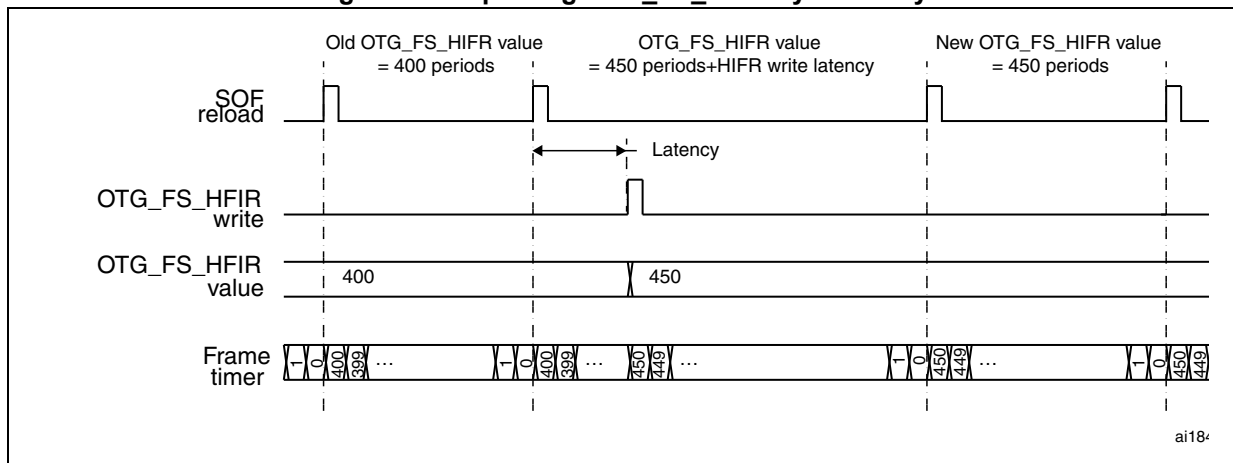 Old OTG_FS_HIFR value
= 400 periods
OTG_FS_HIFR value
= 450 periods+HIFR write latency
New OTG_FS_HIFR value
= 450 periods
SOF
reload
Latency
OTG_FS_HFIR
write
OTG_FS_HFIR
value
400
450
Frame
timer
1 0 400 399 ... 1 0 400 399 ... 450 449 ... 1 0 450 449 ... 1 0 450 449
ai184